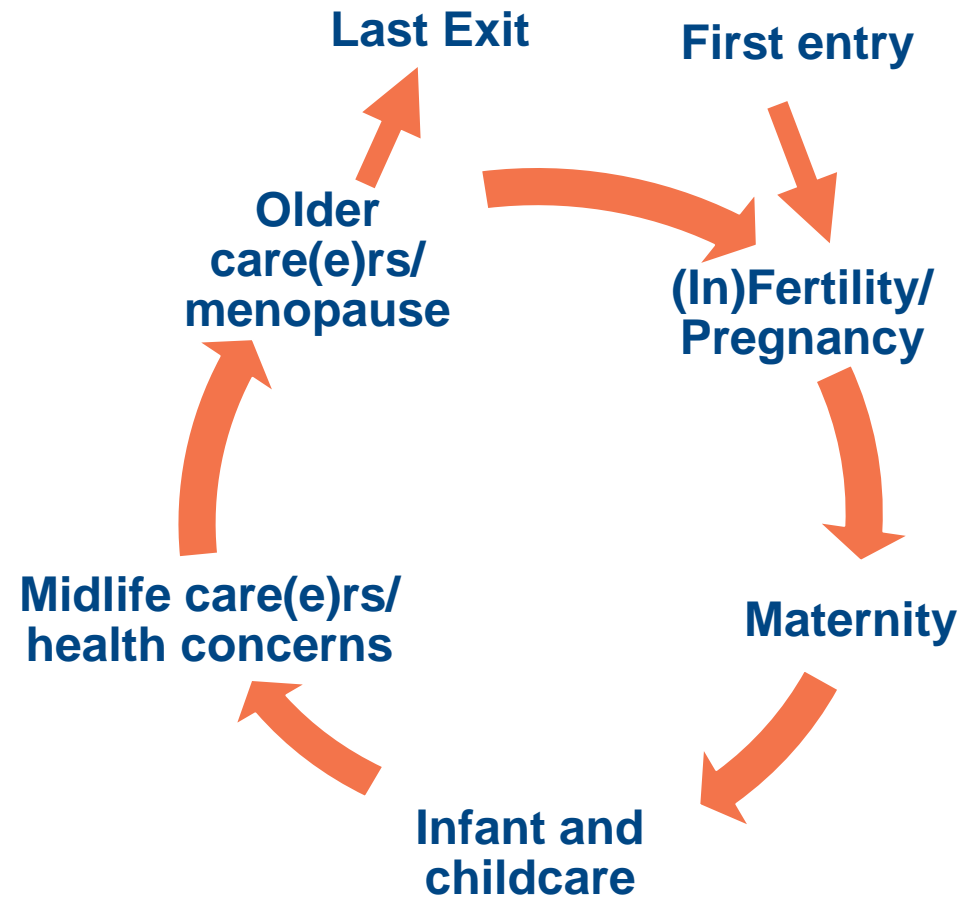 Last Exit
First entry
Older
care(e)rs/
menopause
(In)Fertility/
Pregnancy
Midlife care(e)rs/
health concerns
Maternity
Infant and
childcare